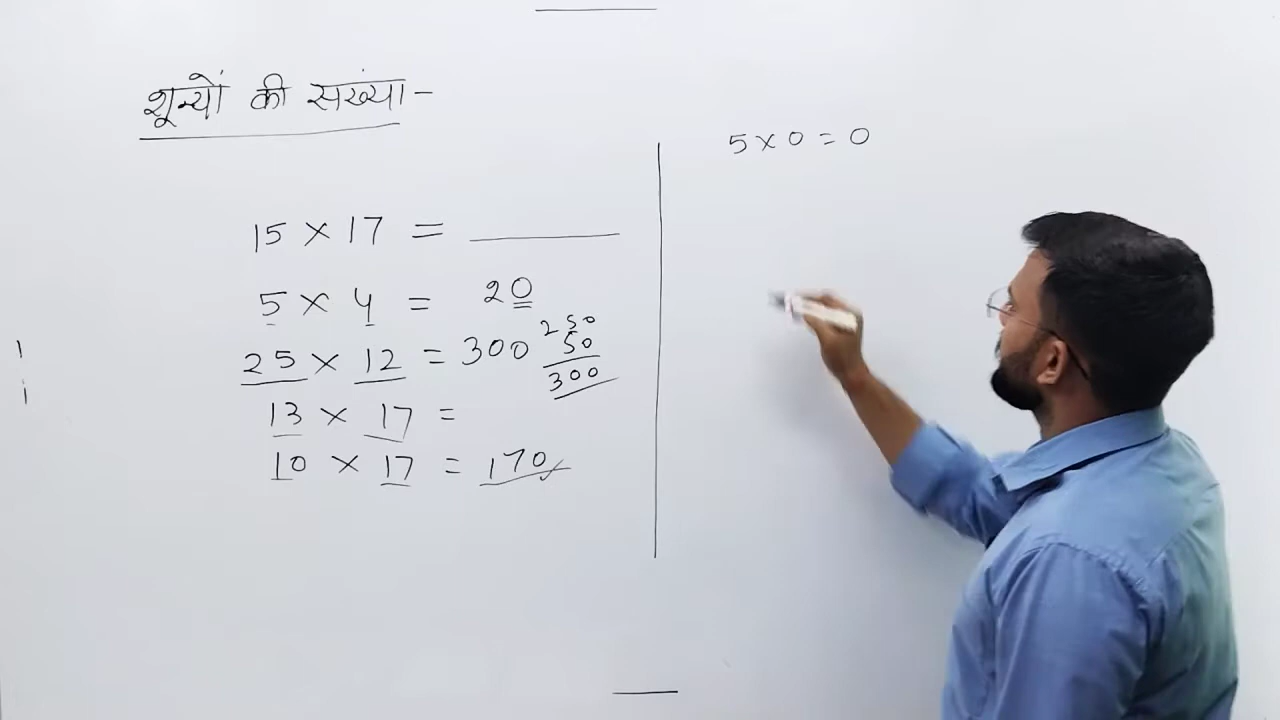 शून्यों की सख्ंया-
15 × 17 = ______
5 × 4 = 20
25 × 12 = 300
250
50
300
13 × 17 =
10 × 17 = 170
5 × 0 = 0